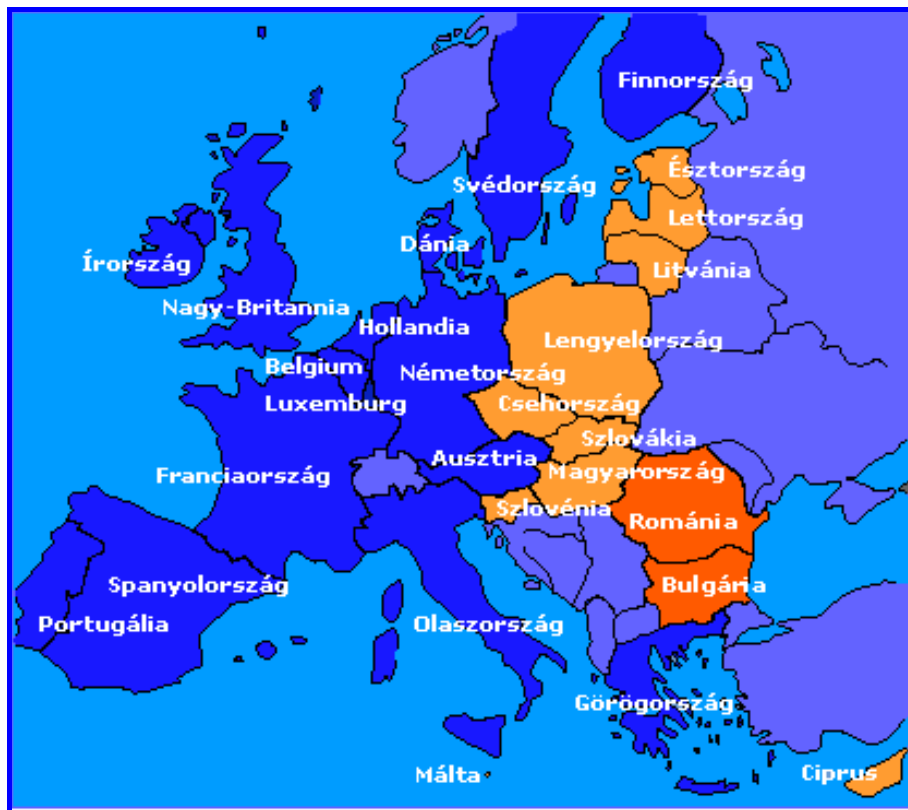 Finnország
Észtország
Svédország
Lettország
Dánia
Írország
Litvánia
Nagy-Britannia
Hollandia
Lengyelország
Belgium
Németország
Luxemburg
Csehország
Szlovákia
Ausztria
Franciaország
Magyarország
Szlovénia
Románia
Spanyolország
Bulgária
Portugália
Olaszország
Görögország
Málta
Ciprus